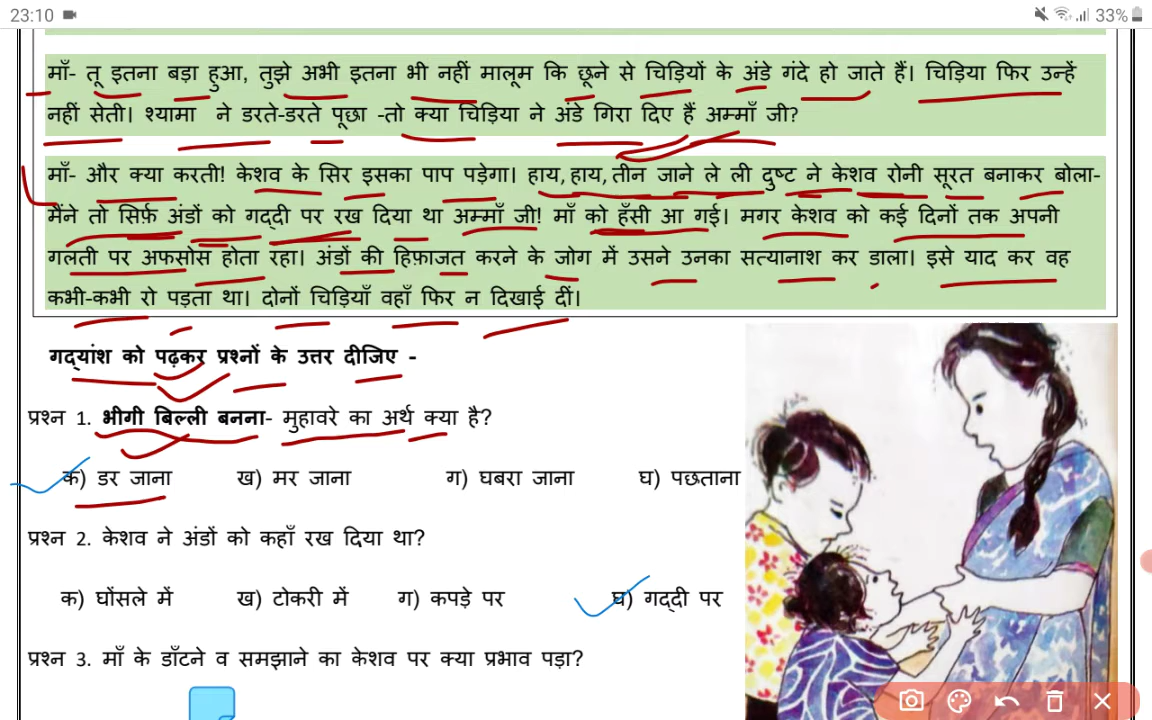 23:10
33%
माँ- तू इतना बड़ा हुआ, तुझे अभी इतना भी नहीं मालूम कि छूने से चिड़ियों के अंडे गंदे हो जाते हैं। चिड़िया फिर उन्हें
नहीं सेती। श्यामा ने डरते-डरते पूछा -तो क्या चिड़िया ने अंडे गिरा दिए हैं अम्माँ जी?
माँ- और क्या करती! केशव के सिर इसका पाप पड़ेगा। हाय, हाय, तीन जाने ले ली दुष्ट ने केशव रोनी सूरत बनाकर बोला-
मैंने तो सिर्फ़ अंडों को गद्दी पर रख दिया था अम्माँ जी! माँ को हँसी आ गई। मगर केशव को कई दिनों तक अपनी
गलती पर अफसोस होता रहा। अंडों की हिफ़ाजत करने के जोग में उसने उनका सत्यानाश कर डाला। इसे याद कर वह
कभी-कभी रो पड़ता था। दोनों चिड़ियाँ वहाँ फिर न दिखाई दीं।
गद्यांश को पढ़कर प्रश्नों के उत्तर दीजिए -
प्रश्न 1. भीगी बिल्ली बनना- मुहावरे का अर्थ क्या है?
क) डर जाना ख) मर जाना ग) घबरा जाना घ) पछताना
प्रश्न 2. केशव ने अंडों को कहाँ रख दिया था?
क) घोंसले में ख) टोकरी में ग) कपड़े पर घ) गद्दी पर
प्रश्न 3. माँ के डाँटने व समझाने का केशव पर क्या प्रभाव पड़ा?